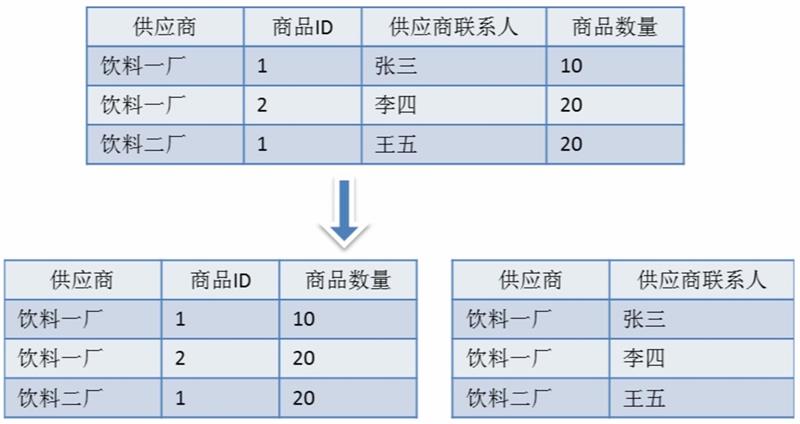 供应商 商品ID 供应商联系人 商品数量
饮料一厂 1 张三 10
饮料一厂 2 李四 20
饮料二厂 1 王五 20
供应商 商品ID 商品数量
饮料一厂 1 10
饮料一厂 2 20
饮料二厂 1 20
供应商 供应商联系人
饮料一厂 张三
饮料一厂 李四
饮料二厂 王五